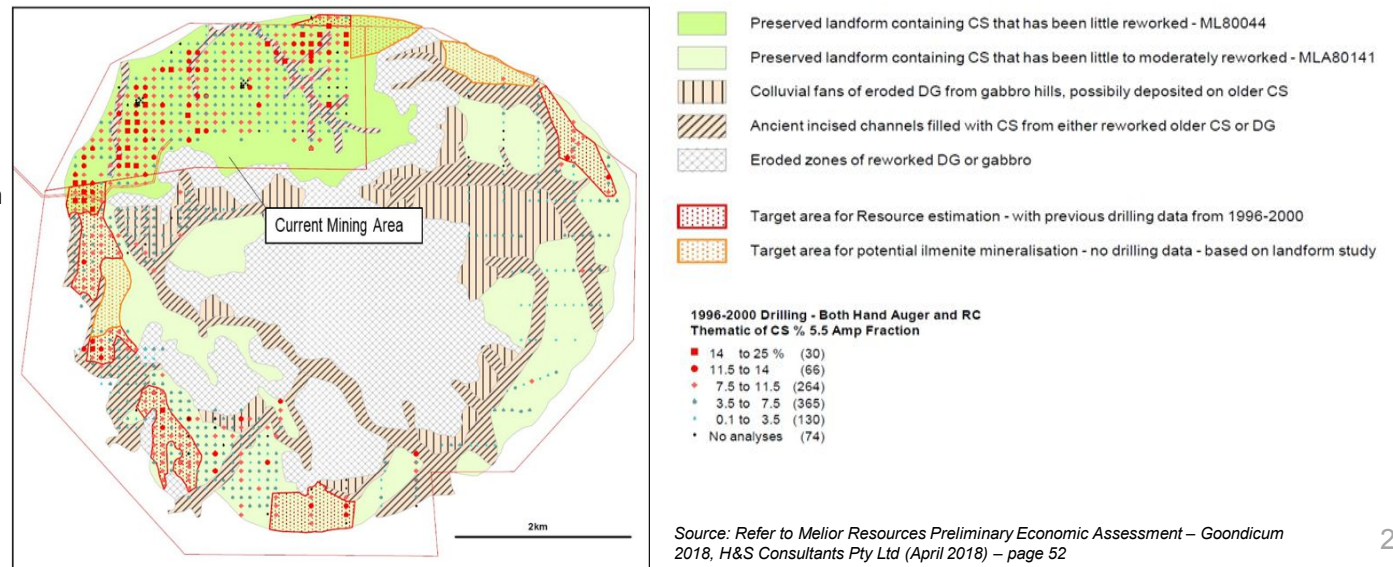 n
Current Mining Area
2km
Preserved landform containing CS that has been little reworked - ML80044
Preserved landform containing CS that has been little to moderately reworked - MLA80141
Colluvial fans of eroded DG from gabbro hills, possibily deposited on older CS
Ancient incised channels filled with CS from either reworked older CS or DG
Eroded zones of reworked DG or gabbro
Target area for Resource estimation - with previous drilling data from 1996-2000
Target area for potential ilmenite mineralisation - no drilling data - based on landform study
1996-2000 Drilling - Both Hand Auger and RC
Thematic of CS % 5.5 Amp Fraction
14 to 25 % (30)
11.5 to 14 (66)
7.5 to 11.5 (264)
3.5 to 7.5 (365)
0.1 to 3.5 (130)
No analyses (74)
Source: Refer to Melior Resources Preliminary Economic Assessment – Goondicum
2018, H&S Consultants Pty Ltd (April 2018) – page 52
2